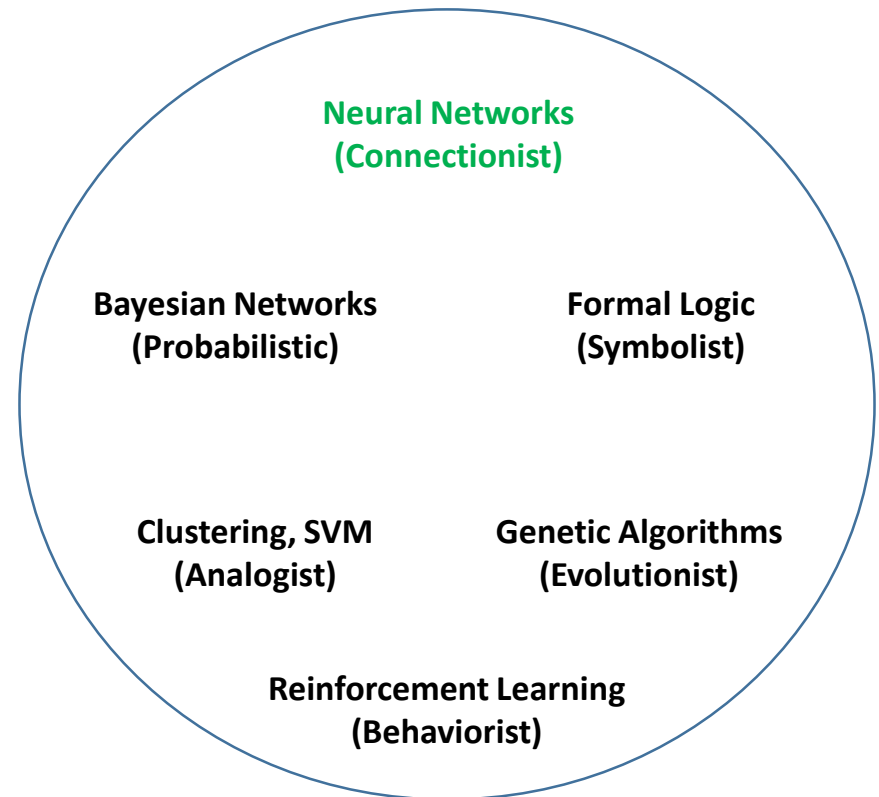 Neural Networks
(Connectionist)
Bayesian Networks
(Probabilistic)
Formal Logic
(Symbolist)
Clustering, SVM
(Analogist)
Genetic Algorithms
(Evolutionist)
Reinforcement Learning
(Behaviorist)